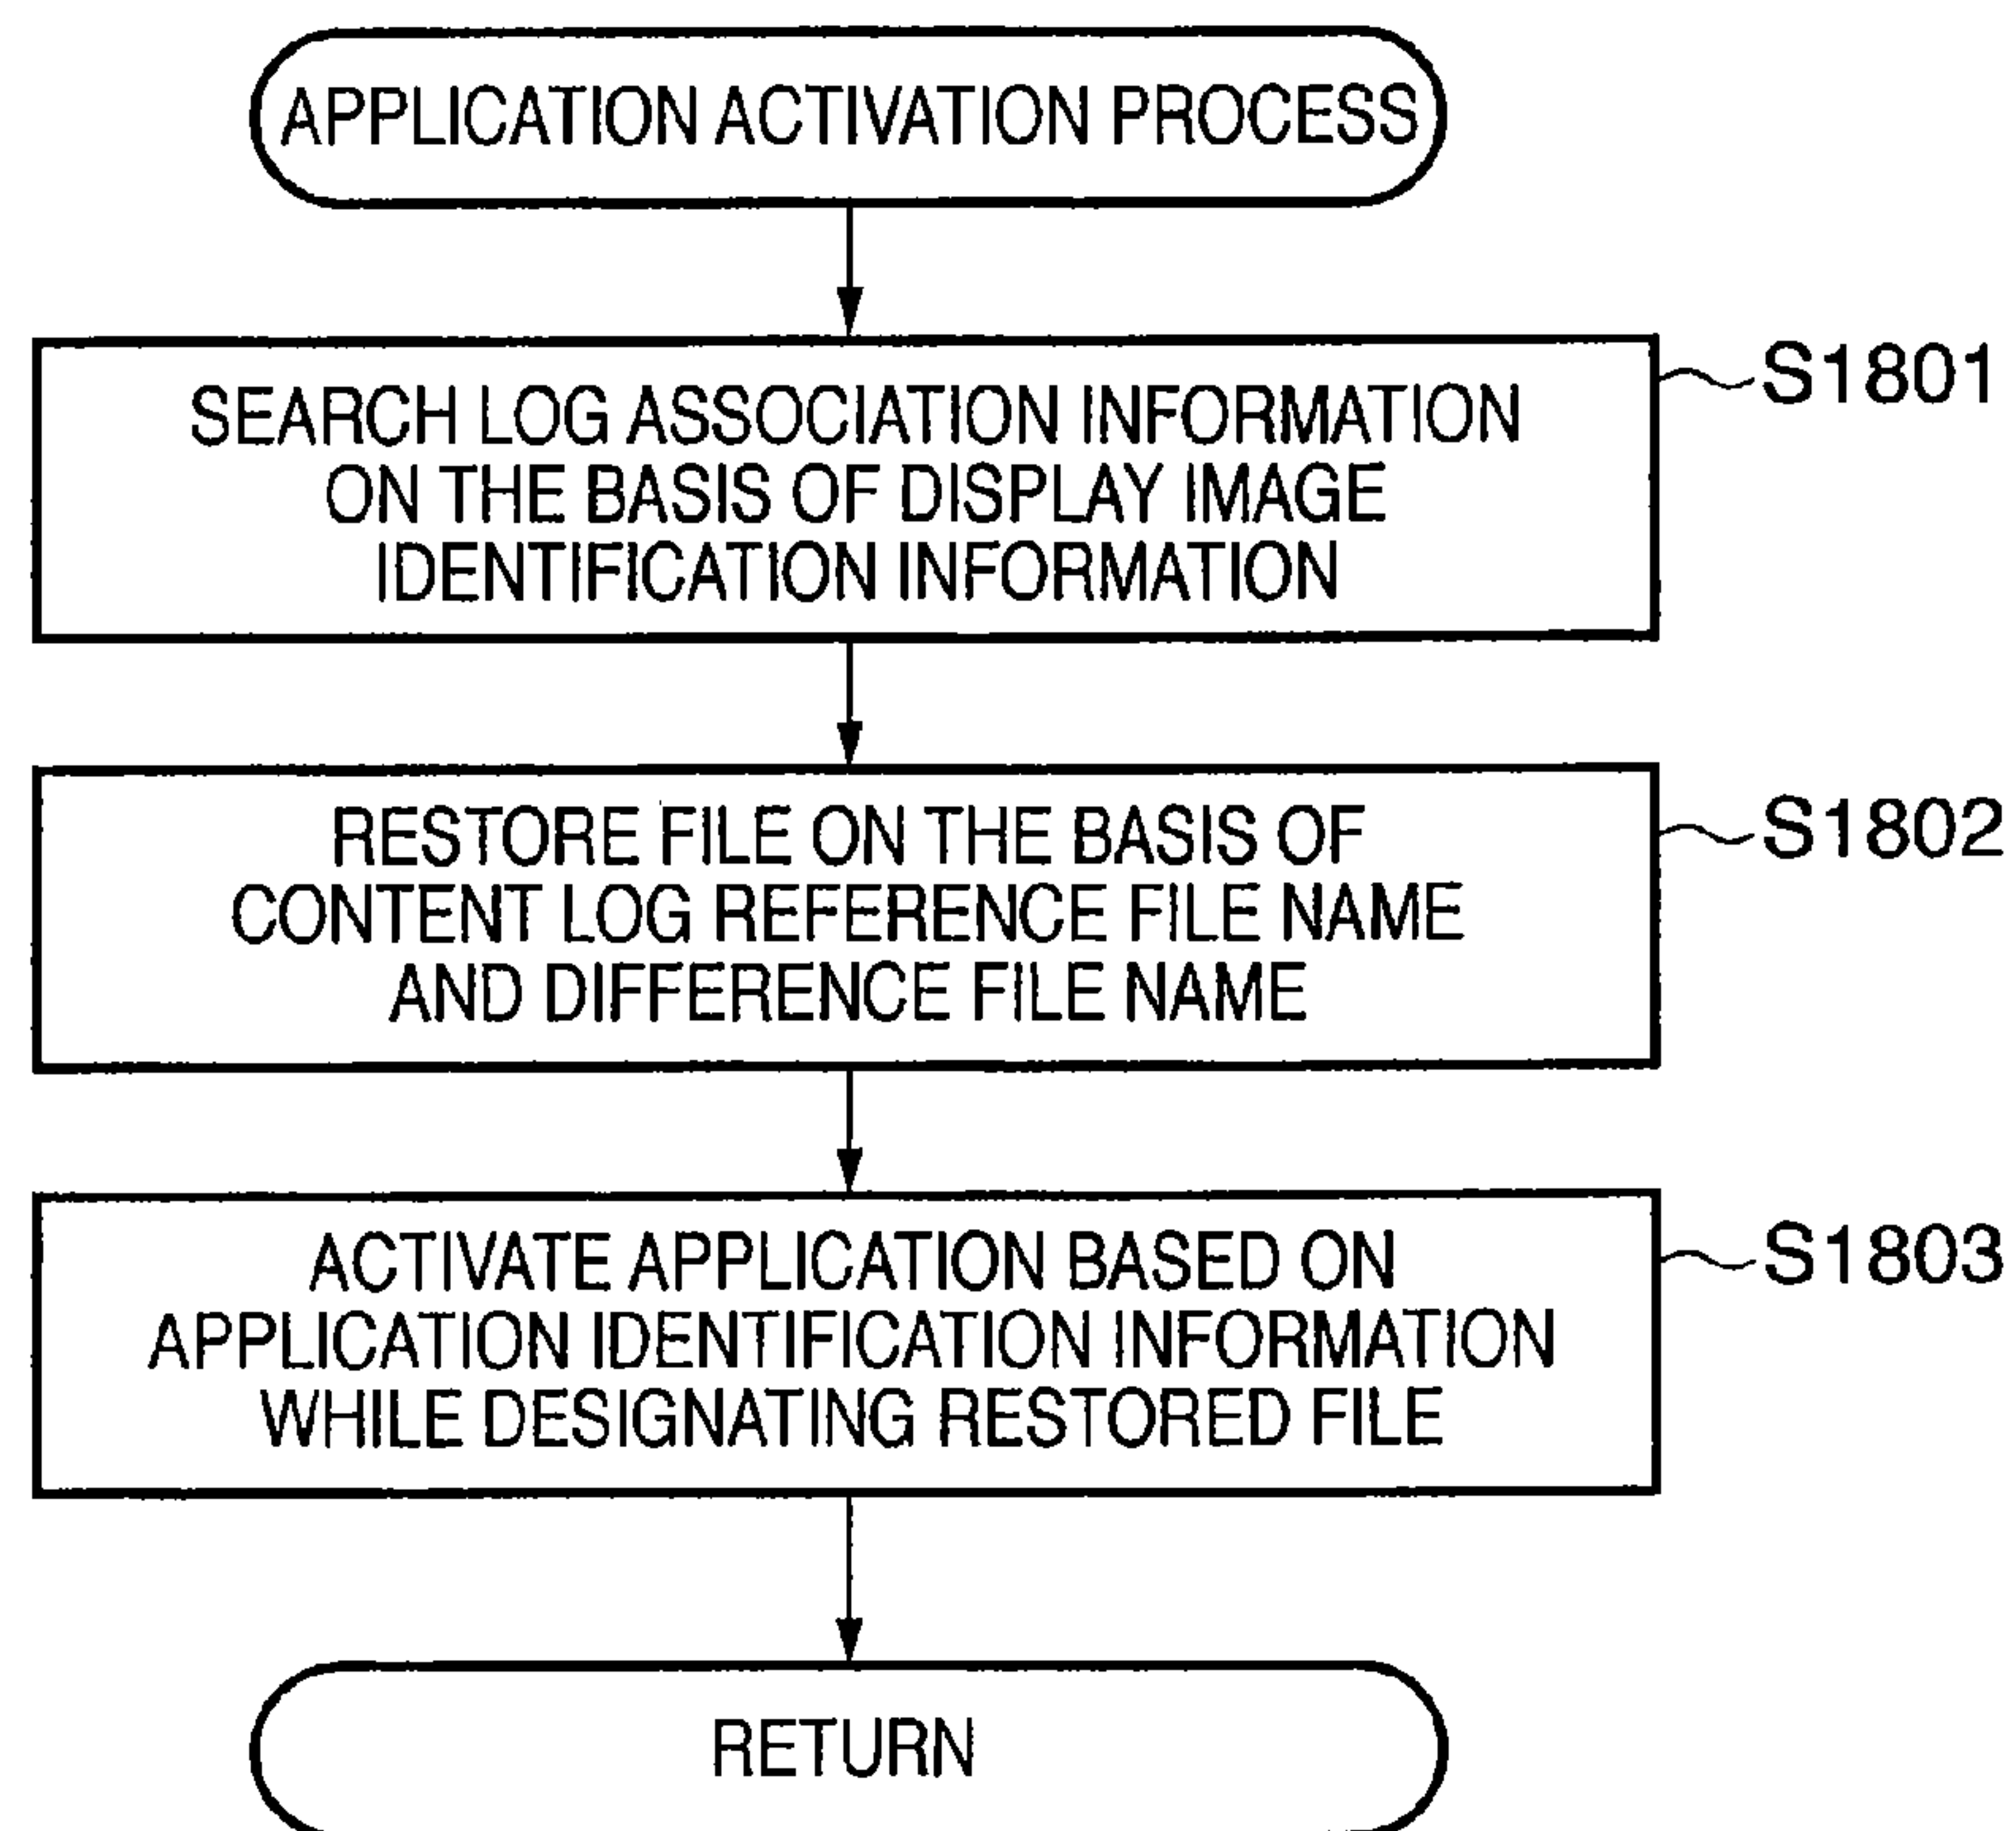 APPLICATION ACTIVATION PROCESS
SEARCH LOG ASSOCIATION INFORMATION
ON THE BASIS OF DISPLAY IMAGE
IDENTIFICATION INFORMATION
S1801
RESTORE FILE ON THE BASIS OF
CONTENT LOG REFERENCE FILE NAME
AND DIFFERENCE FILE NAME
S1802
ACTIVATE APPLICATION BASED ON
APPLICATION IDENTIFICATION INFORMATION
WHILE DESIGNATING RESTORED FILE
S1803
RETURN